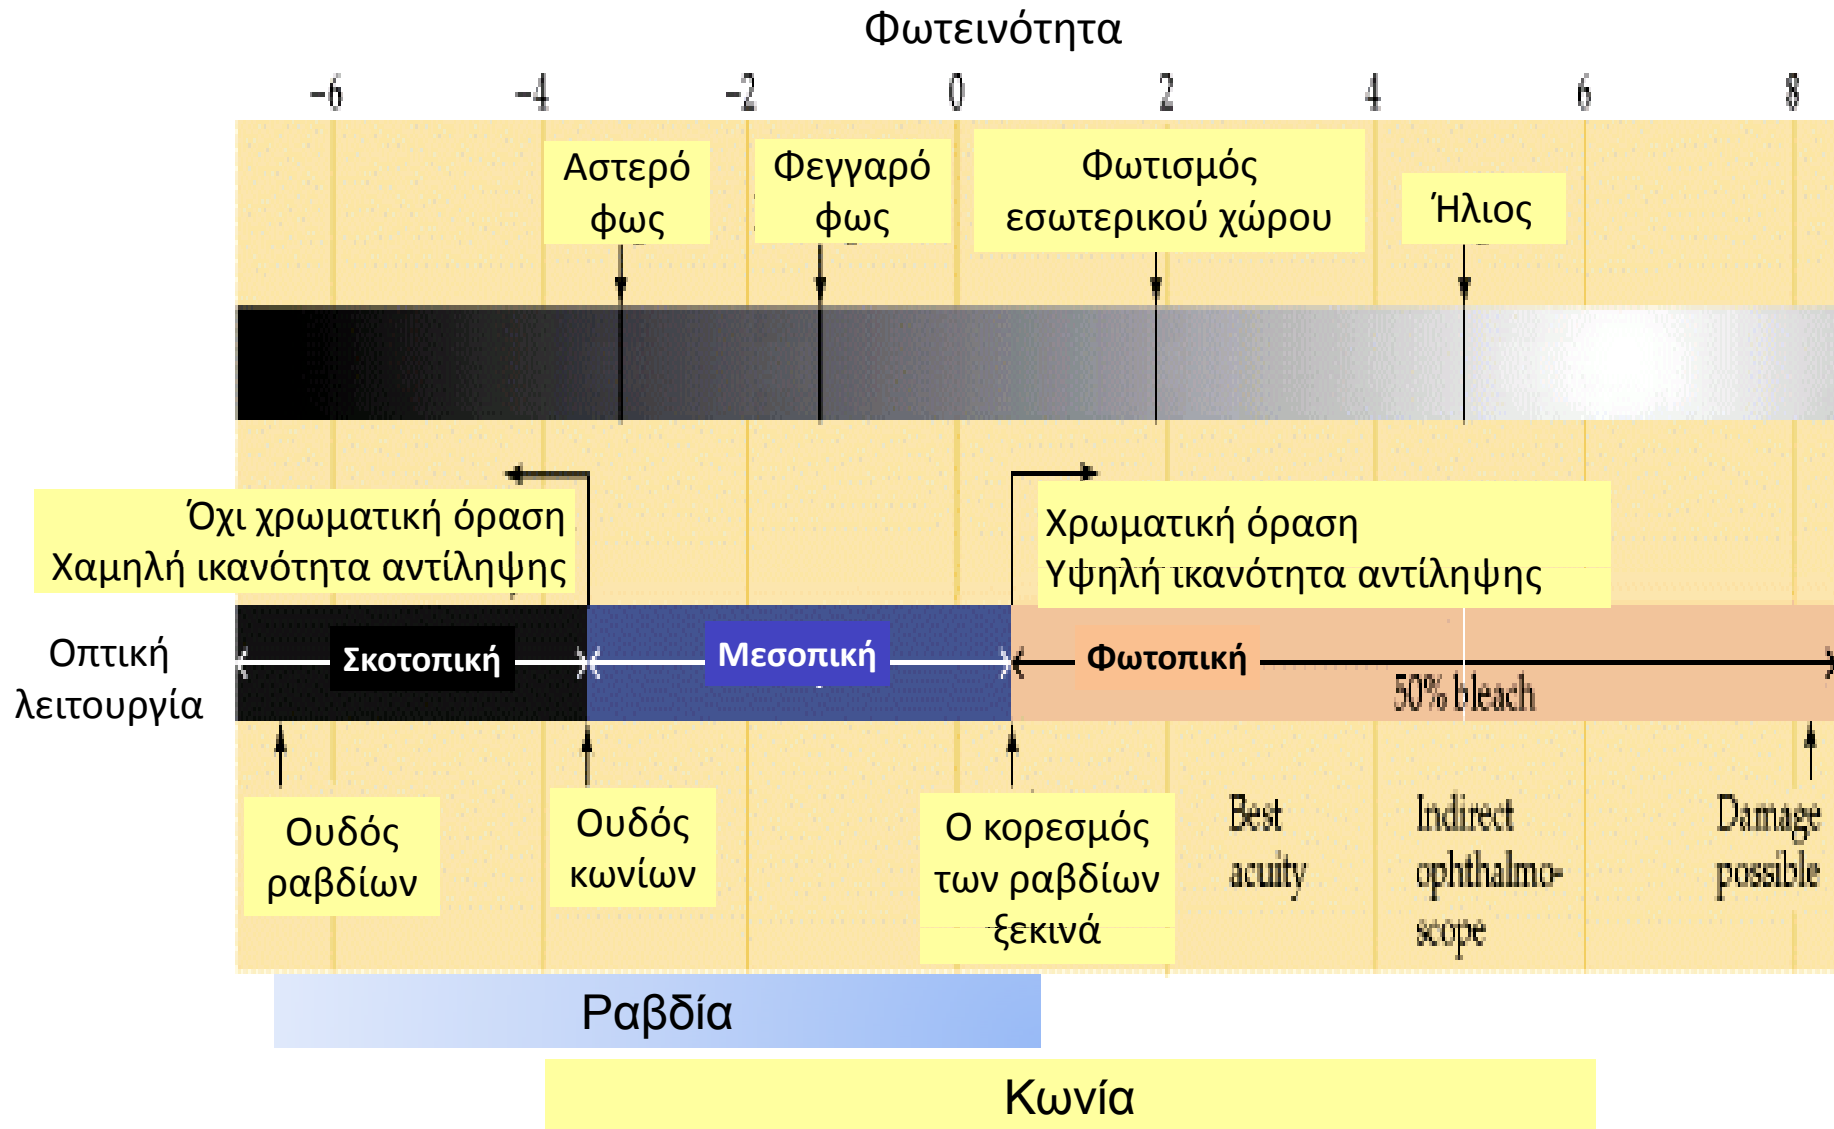 Φωτεινότητα
−6 −4 −2 0 2 4 6 8
Αστερό
φως
Φεγγαρό
φως
Φωτισμός
εσωτερικού χώρου
Ήλιος
Όχι χρωματική όραση
Χαμηλή ικανότητα αντίληψης
Χρωματική όραση
Υψηλή ικανότητα αντίληψης
Οπτική
λειτουργία
Σκοτοπική
Μεσοπική
Φωτοπική
50% bleach
Ουδός
ραβδίων
Ουδός
κωνίων
Ο κορεσμός
των ραβδίων
ξεκινά
Best
acuity
Indirect
ophthalmo-
scope
Damage
possible
Ραβδία
Κωνία